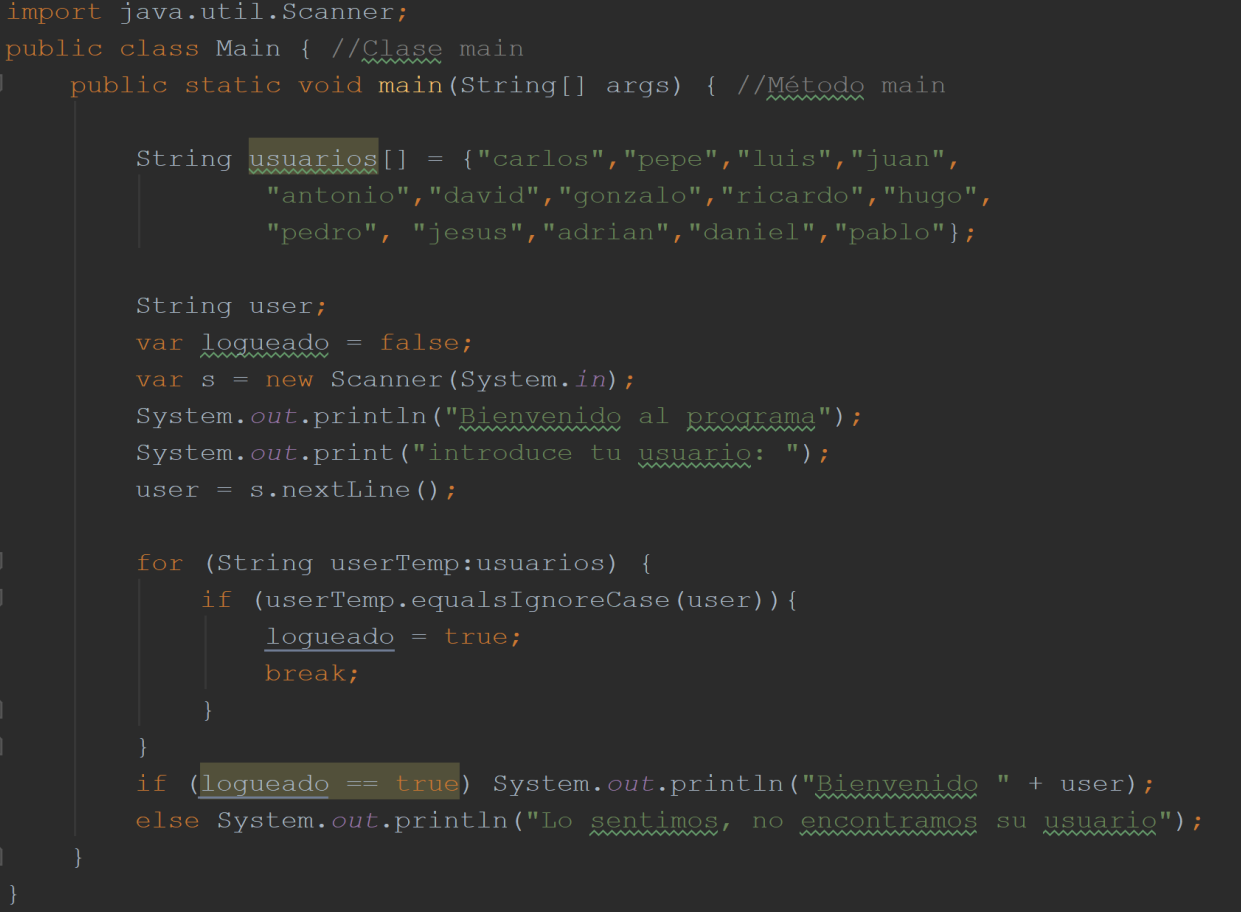 import java.util.Scanner;
public class Main { //Clase main
    public static void main(String[] args) { //Método main

        String usuarios[] = {"carlos","pepe","luis","juan",
                "antonio","david","gonzalo","ricardo","hugo",
                "pedro", "jesus","adrian","daniel","pablo"};

        String user;
        var logueado = false;
        var s = new Scanner(System.in);
        System.out.println("Bienvenido al programa");
        System.out.print("introduce tu usuario: ");
        user = s.nextLine();

        for (String userTemp:usuarios) {
            if (userTemp.equalsIgnoreCase(user)){
                logueado = true;
                break;
            }
        }
        if (logueado == true) System.out.println("Bienvenido " + user);
        else System.out.println("Lo sentimos, no encontramos su usuario");
    }
}